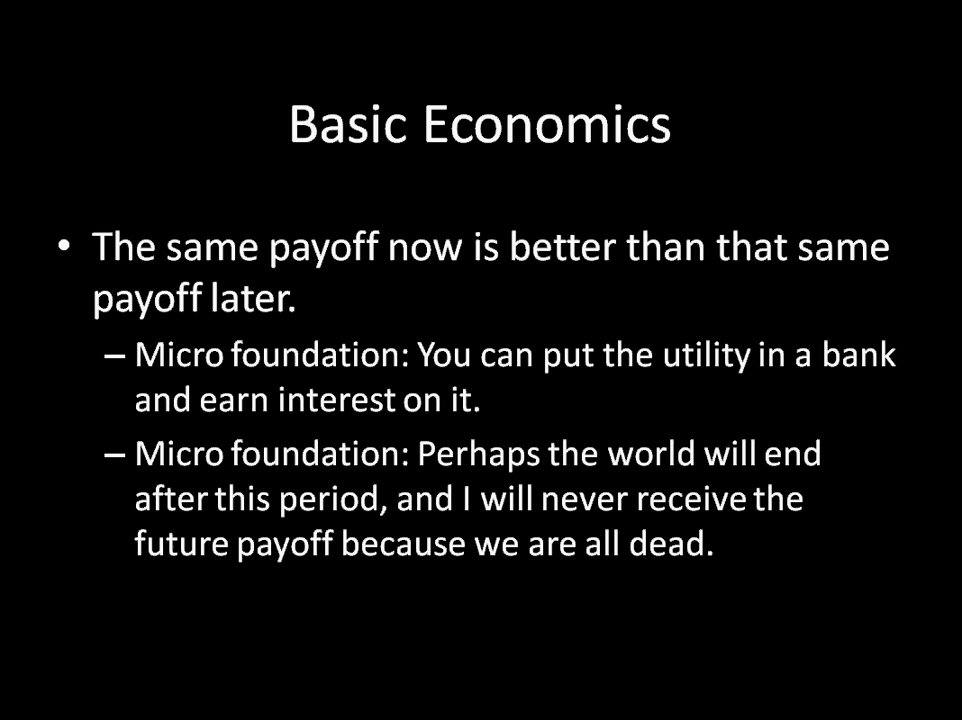 Basic Economics
• The same payoff now is better than that same
payoff later.
– Micro foundation: You can put the utility in a bank
and earn interest on it.
– Micro foundation: Perhaps the world will end
after this period, and I will never receive the
future payoff because we are all dead.